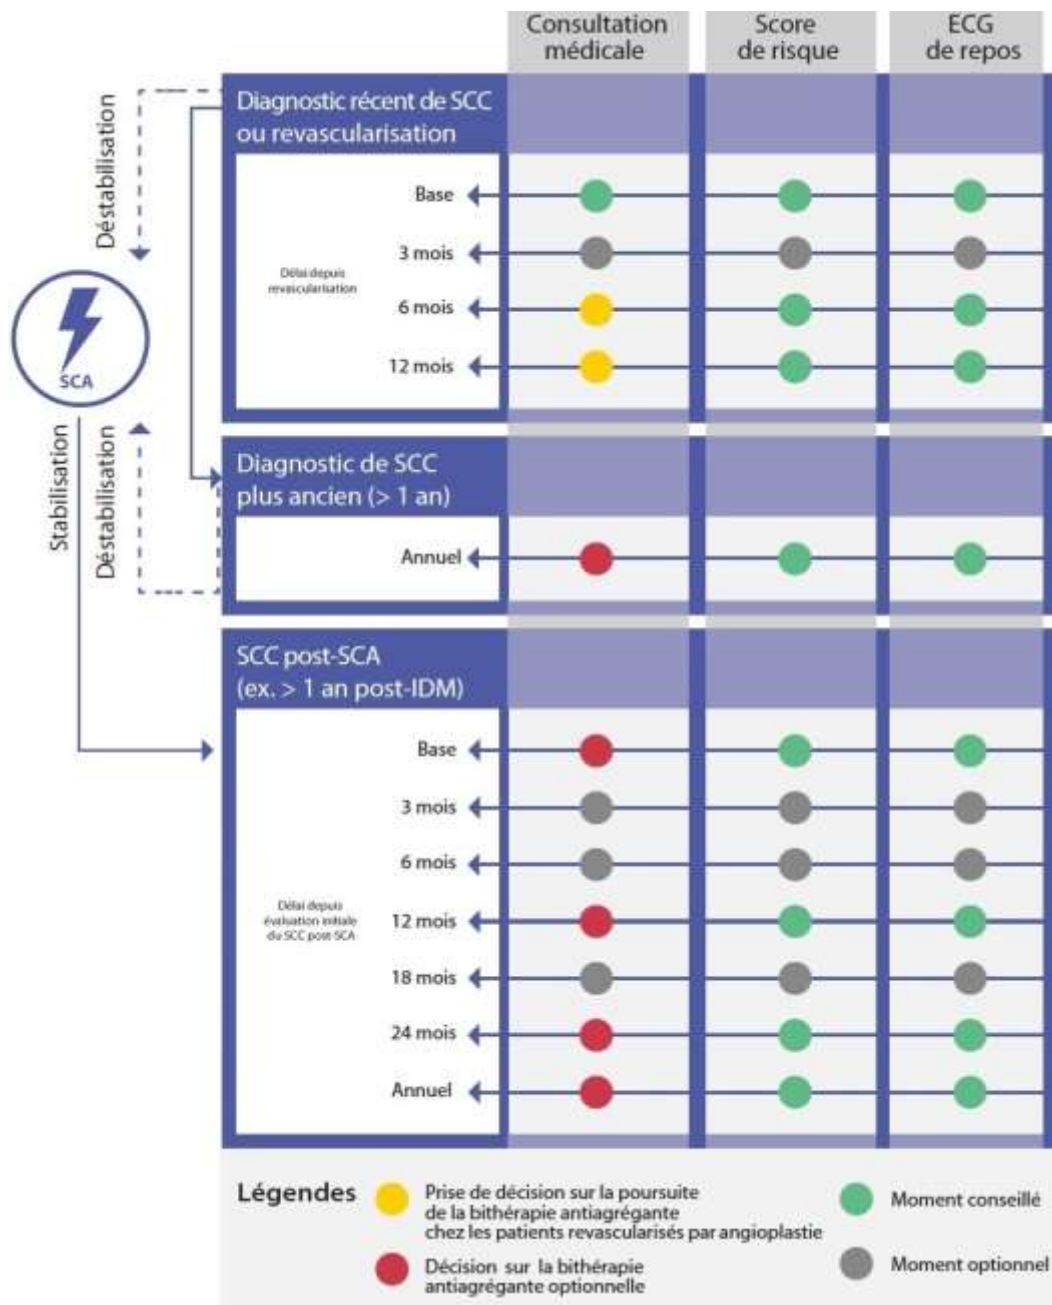 Consultation
médicale
Score
de risque
ECG
de repos
Diagnostic récent de SCC
ou revascularisation
Base
3 mois
Délai depuis
revascularisation
6 mois
12 mois
Déstabilisation
SCA
Stabilisation
Déstabilisation
Diagnostic de SCC
plus ancien (> 1 an)
Annuel
SCC post-SCA
(ex. > 1 an post-IDM)
Base
3 mois
6 mois
Délai depuis
évaluation initiale
du SCC post-SCA
12 mois
18 mois
24 mois
Annuel
Légendes
Prise de décision sur la poursuite
de la bithérapie antiagrégante
chez les patients revascularisés par angioplastie
Décision sur la bithérapie
antiagrégante optionnelle
Moment conseillé
Moment optionnel